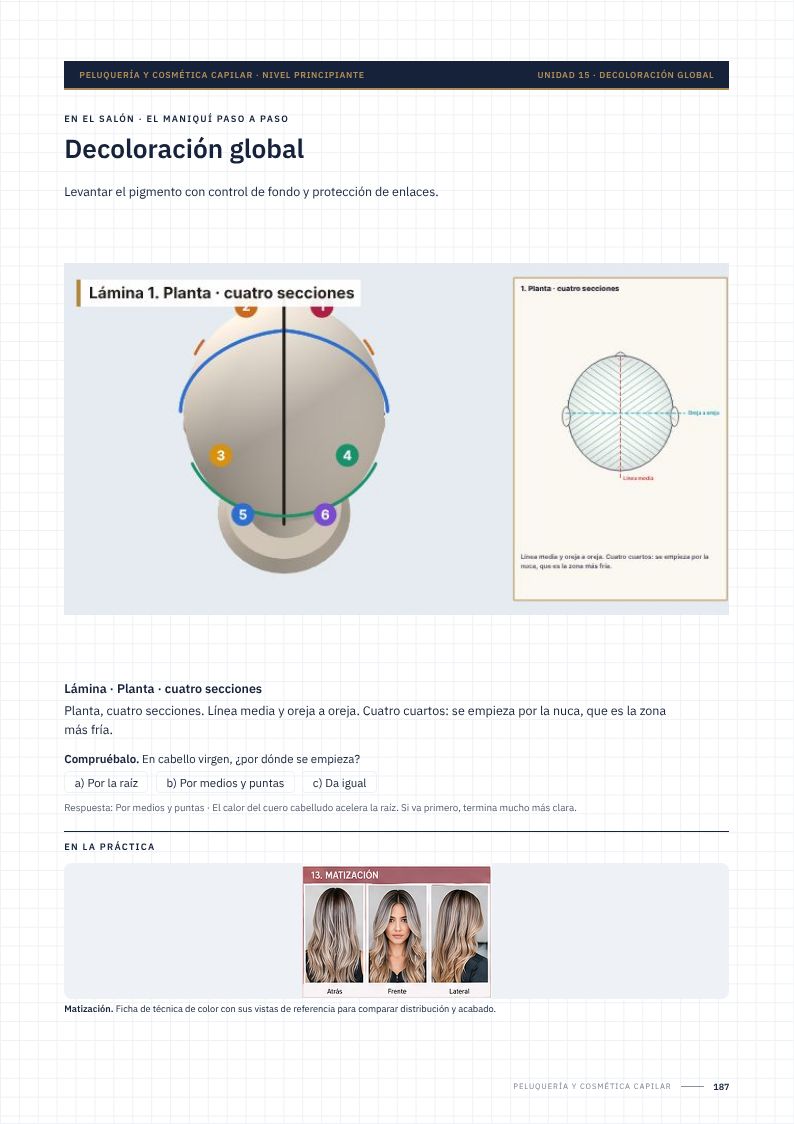 PELUQUERÍA Y COSMÉTICA CAPILAR · NIVEL PRINCIPIANTE
UNIDAD 15 · DECOLORACIÓN GLOBAL
EN EL SALÓN · EL MANIQUÍ PASO A PASO
Decoloración global
Levantar el pigmento con control de fondo y protección de enlaces.
Lámina 1. Planta · cuatro secciones
2
1
3
4
5
6
1. Planta · cuatro secciones
Oreja a oreja
Línea media
Línea media y oreja a oreja. Cuatro cuartos: se empieza por la
nuca, que es la zona más fría.
Lámina · Planta · cuatro secciones
Planta, cuatro secciones. Línea media y oreja a oreja. Cuatro cuartos: se empieza por la nuca, que es la zona
más fría.
Compruébalo. En cabello virgen, ¿por dónde se empieza?
a) Por la raíz
b) Por medios y puntas
c) Da igual
Respuesta: Por medios y puntas · El calor del cuero cabelludo acelera la raíz. Si va primero, termina mucho más clara.
EN LA PRÁCTICA
13. MATIZACIÓN
Atrás
Frente
Lateral
Matización. Ficha de técnica de color con sus vistas de referencia para comparar distribución y acabado.
PELUQUERÍA Y COSMÉTICA CAPILAR
187